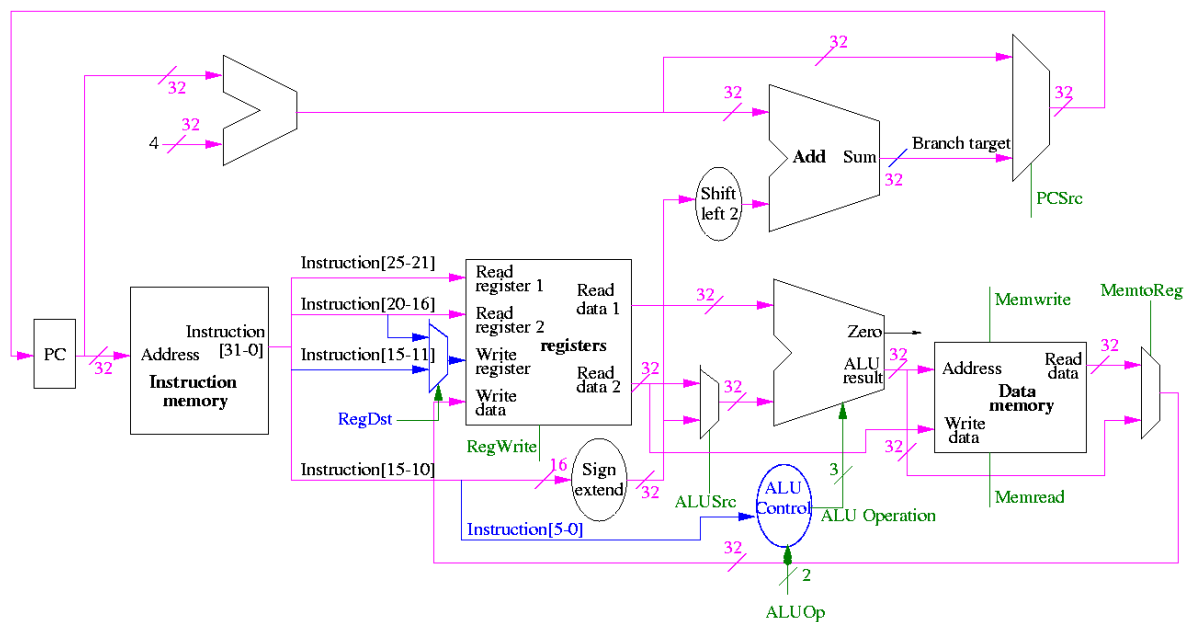 32
32
32
32
32
4
32
Add
Sum
Branch target
32
Shift
left 2
PCSrc
Instruction[25-21]
Read
register 1
Read
data 1
32
Memwrite
MemtoReg
Instruction[20-16]
Read
register 2
Instruction
[31-0]
Zero
PC
Address
32
Instruction[15-11]
Write
register
registers
ALU
result
32
Address
Read
data
32
Instruction
memory
Read
data 2
32
32
Data
memory
Write
data
RegDst
Write
data
32
RegWrite
Instruction[15-10]
16
Sign
extend
32
ALUSrc
ALU
Control
3
ALU Operation
Memread
Instruction[5-0]
32
2
ALUOp